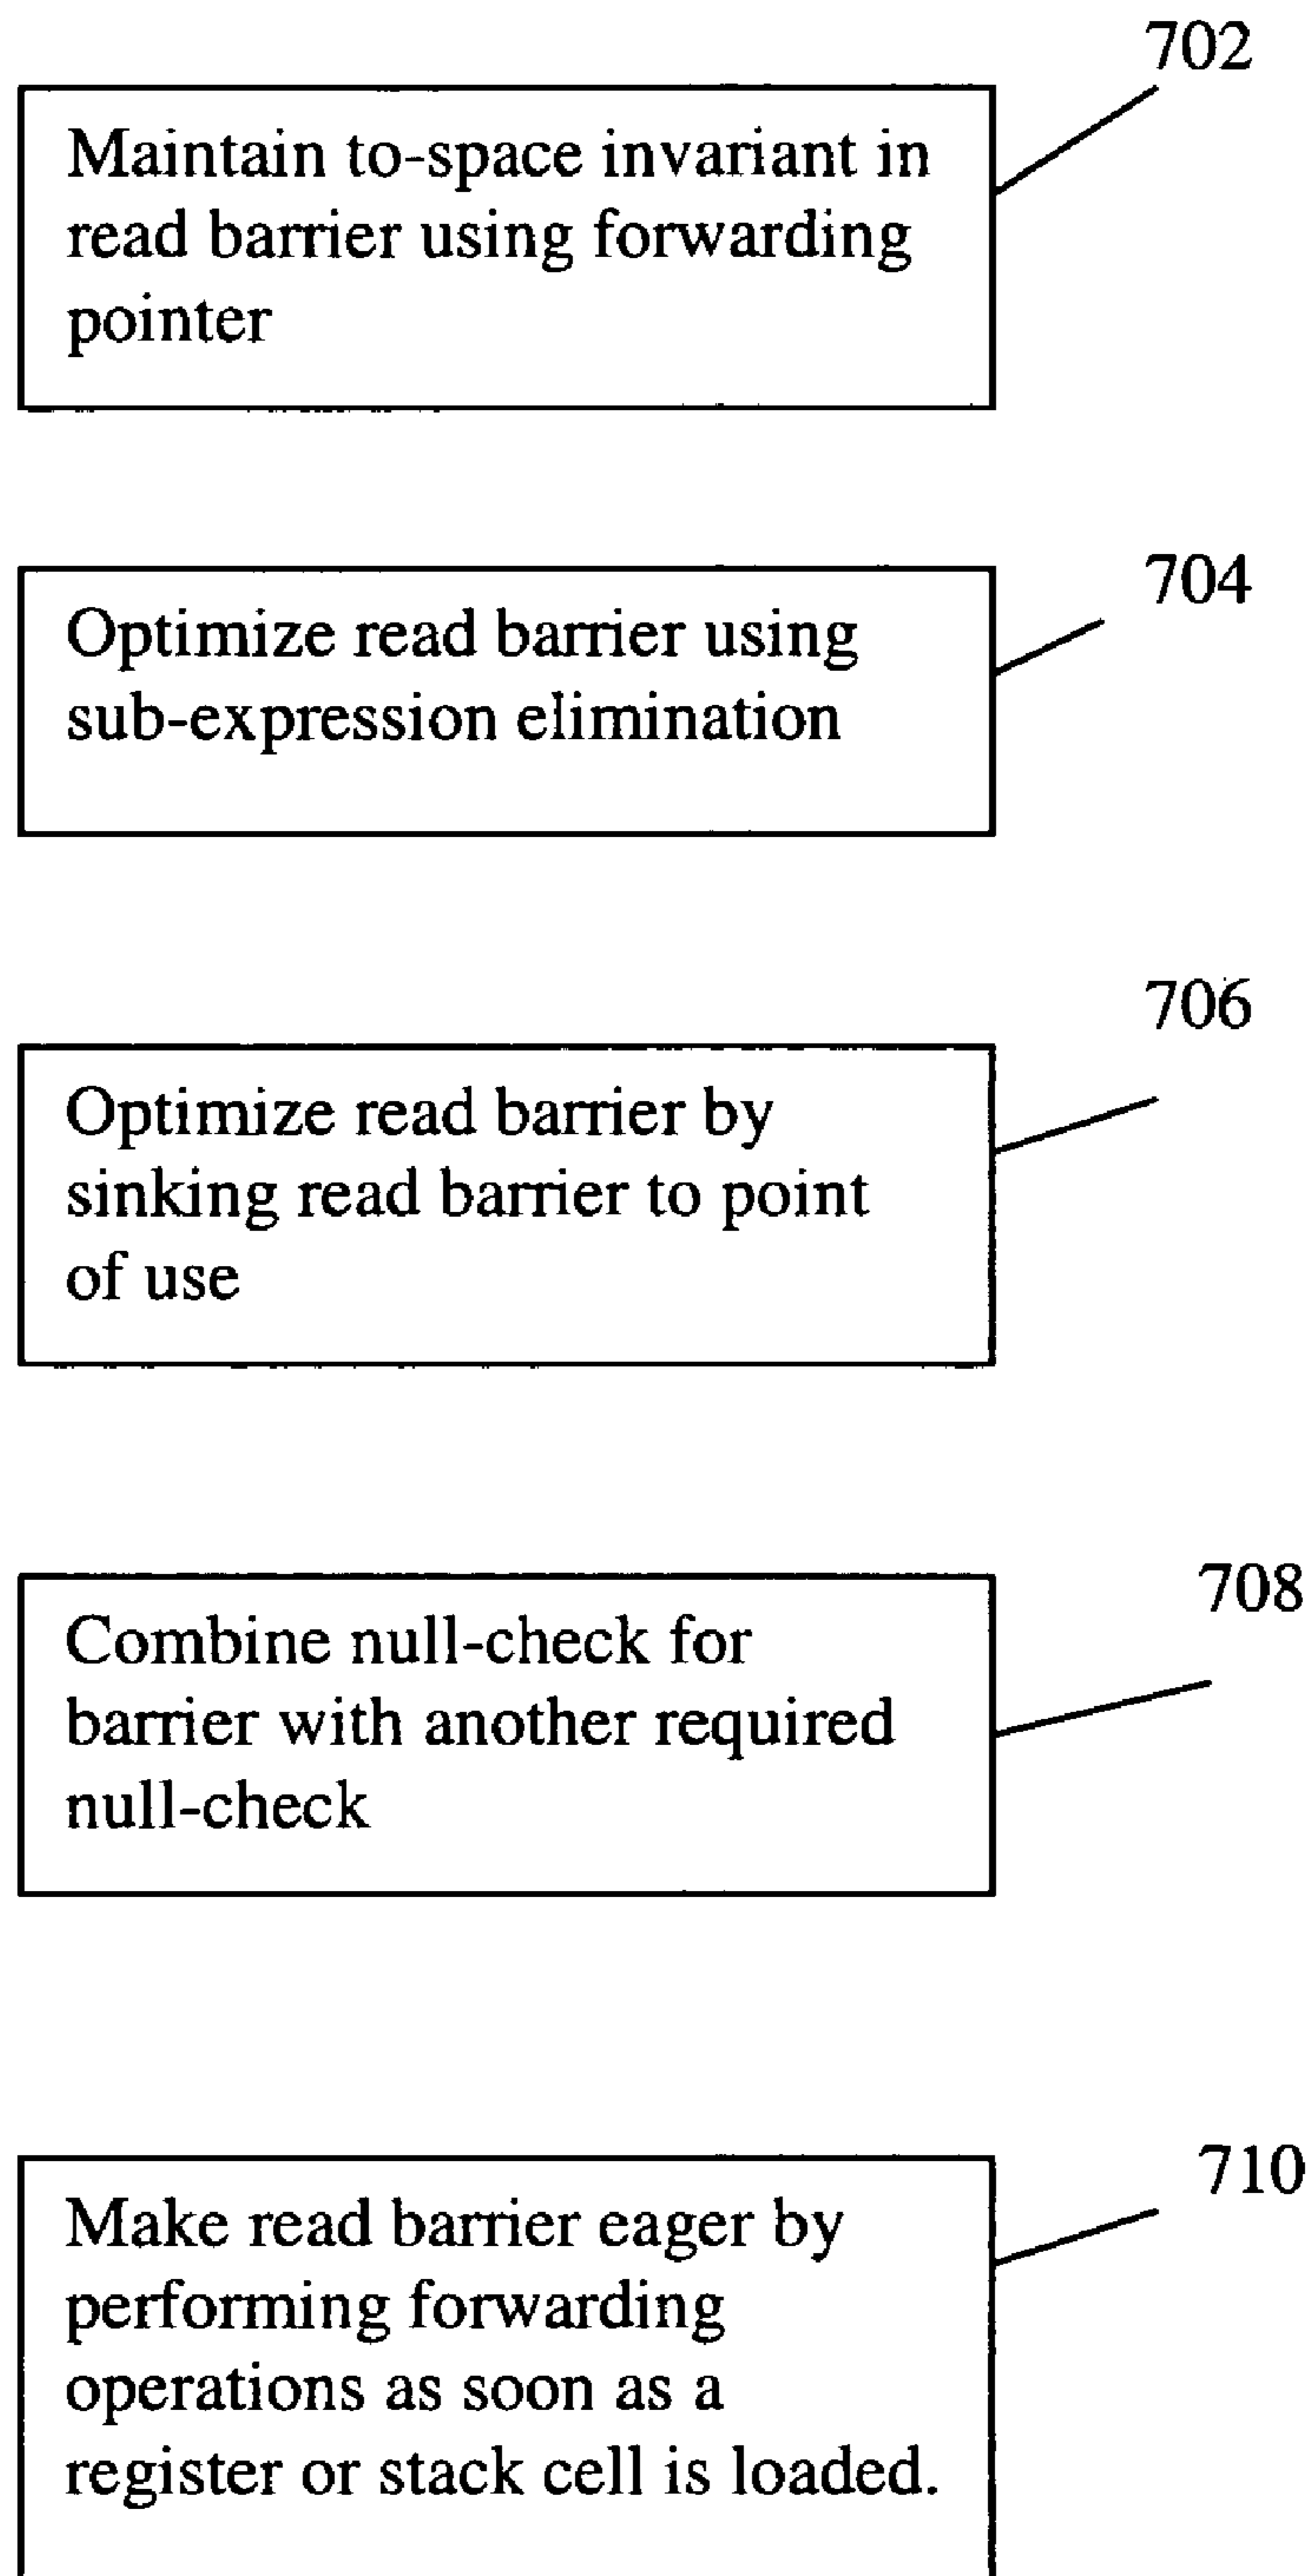 702
Maintain to-space invariant in
read barrier using forwarding
pointer
704
Optimize read barrier using
sub-expression elimination
706
Optimize read barrier by
sinking read barrier to point
of use
708
Combine null-check for
barrier with another required
null-check
710
Make read barrier eager by
performing forwarding
operations as soon as a
register or stack cell is loaded.